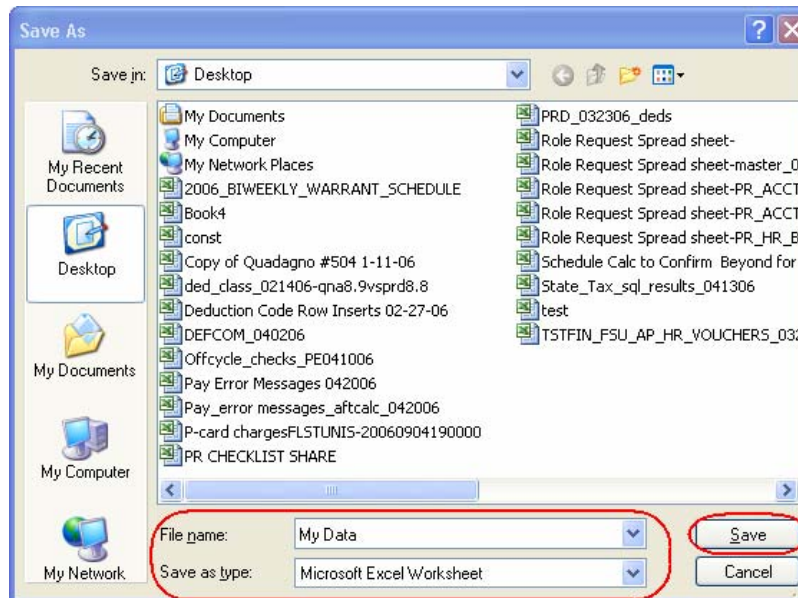 Save As
Save in:
Desktop
My Recent
Documents
Desktop
My Documents
My Computer
My Network
My Documents
My Computer
My Network Places
2006_BIWEEKLY_WARRANT_SCHEDULE
Book4
const
Copy of Quadagno #504 1-11-06
ded_class_021406-qna8.9vsprd8.8
Deduction Code Row Inserts 02-27-06
DEFCOM_040206
Offcycle_checks_PE041006
Pay Error Messages 042006
Pay_error messages_aftcalc_042006
P-card chargesFLSTUNIS-20060904190000
PR CHECKLIST SHARE
PRD_032306_deds
Role Request Spread sheet-
Role Request Spread sheet-master_0
Role Request Spread sheet-PR_ACCT
Role Request Spread sheet-PR_ACCT
Role Request Spread sheet-PR_HR_B
Schedule Calc to Confirm Beyond for
State_Tax_sql_results_041306
test
TSTFIN_FSU_AP_HR_VOUCHERS_032
File name:
My Data
Save
Save as type:
Microsoft Excel Worksheet
Cancel